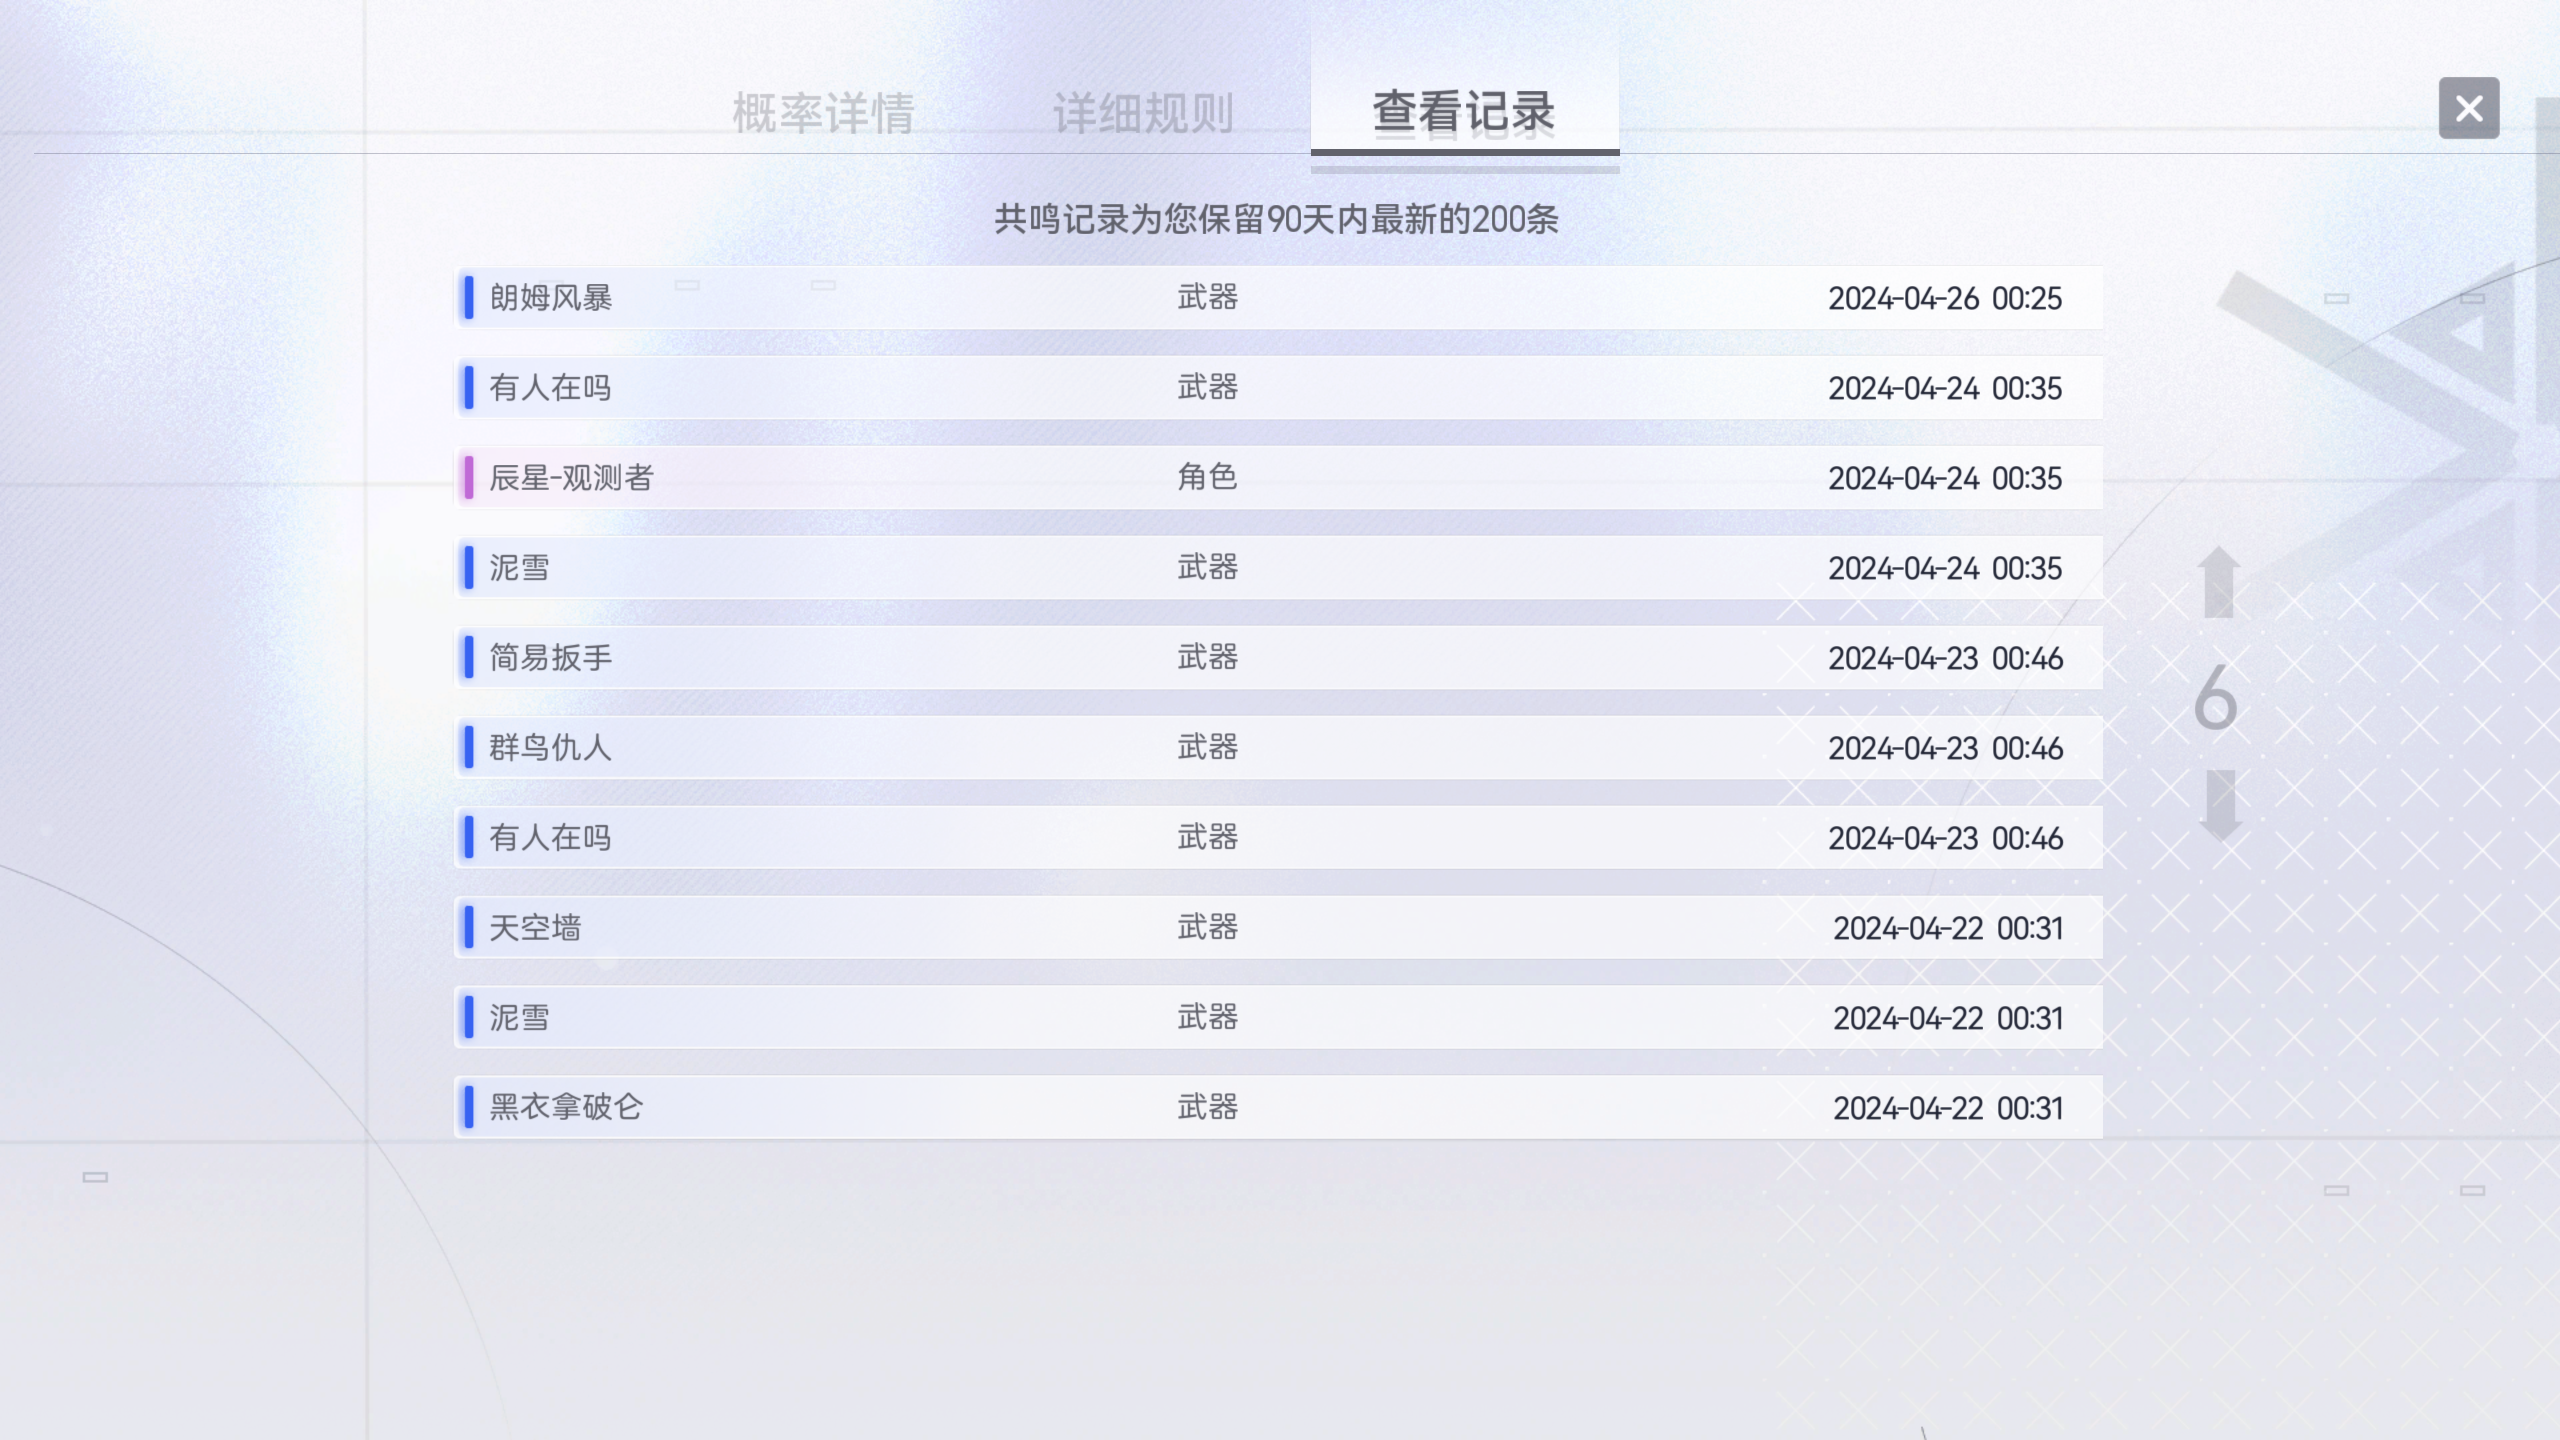 概率详情 详细规则 查看记录
共鸣记录为您保留90天内最新的200条
朗姆风暴 武器 2024-04-26 00:25
有人在吗 武器 2024-04-24 00:35
辰星-观测者 角色 2024-04-24 00:35
泥雪 武器 2024-04-24 00:35
简易扳手 武器 2024-04-23 00:46
群鸟仇人 武器 2024-04-23 00:46
有人在吗 武器 2024-04-23 00:46
天空墙 武器 2024-04-22 00:31
泥雪 武器 2024-04-22 00:31
黑衣拿破仑 武器 2024-04-22 00:31
6